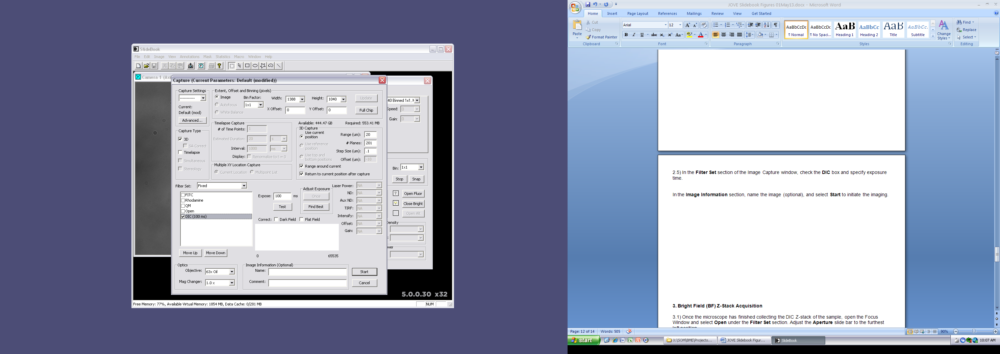 SlideBook
File Edit Image View Annotations Mask Statistics Macro Window Help
Camera 1 (Axi
Capture (Current Parameters: Default (modified))
Capture Settings
-----------
Current:
Default (mod)
Advanced...
Extent, Offset and Binning (pixels)
Image
Autofocus
White Balance
Bin Factor:
1x1
Width: 1388
Height: 1040
X Offset: 0
Y Offset: 0
Update
Full Chip
Capture Type
3D
SA Correct
Timelapse
Simultaneous
Stereology
Timelapse Capture
# of Time Points: 1
Estimated Duration: 20 s
Interval: 1000 ms
Display: Renormalize to t = 0
Multiple XY Location Capture
Current Location Multipoint List
Available: 444.47 GB Required: 553.41 MB
3D Capture
Use current
position
Use reference
position
Use top and
bottom positions
Range (um): 20
# Planes: 201
Step Size (um): .1
Offset (um): -10
Range around current
Return to current position after capture
Filter Set: Fixed
FITC
Rhodamine
QM
Open
DIC (100 ms)
Move Up Move Down
Expose: 100 ms
Test
Adjust Exposure
Once
Find Best
Correct: Dark Field Flat Field
0 65535
Laser Power: NA
ND: NA
Aux ND: NA
TIRF: NA
Intensify: NA
Offset: NA
Gain: NA
Optics
Objective: 63x Oil
Mag Changer: 1.0 x
Image Information (Optional)
Name:
Comment:
Start
Cancel
40 Binned 1x1, M
Speed: 0
Gain: 0
Bin: 1x1
Stop Snap
Open Fluor
Close Bright
Open Alt
Density
wer
5.0.0.30 x32
Free Memory: 77%, Available Virtual Memory: 1854 MB, Data Cache: 0/281 MB
NUM
JOVE Slidebook Figures 01May13.docx - Microsoft Word
Home Insert Page Layout References Mailings Review View Get Started
Paste
Cut
Copy
Format Painter
Clipboard
Arial 12
Font
Paragraph
AaBbCcDc AaBbCcDc AaB AaBbCc AaB AaBbCc.
¶ Normal ¶ No Spaci... Heading 1 Heading 2 Title Subtitle
Change
Styles
Styles
Find
Replace
Select
Editing
2.5) In the Filter Set section of the Image Capture window, check the DIC box and specify exposure
time.
In the Image Information section, name the image (optional), and select Start to initiate the imaging.
3. Bright Field (BF) Z-Stack Acquisition
3.1) Once the microscope has finished collecting the DIC Z-stack of the sample, open the Focus
Window and select Open under the Filter Set section. Adjust the Aperture slide bar to the furthest
left position
Page: 12 of 14 Words: 505
90%
start
X:\SOM\BME\Projects...
JOVE Slidebook Figur...
SlideBook
10:07 AM